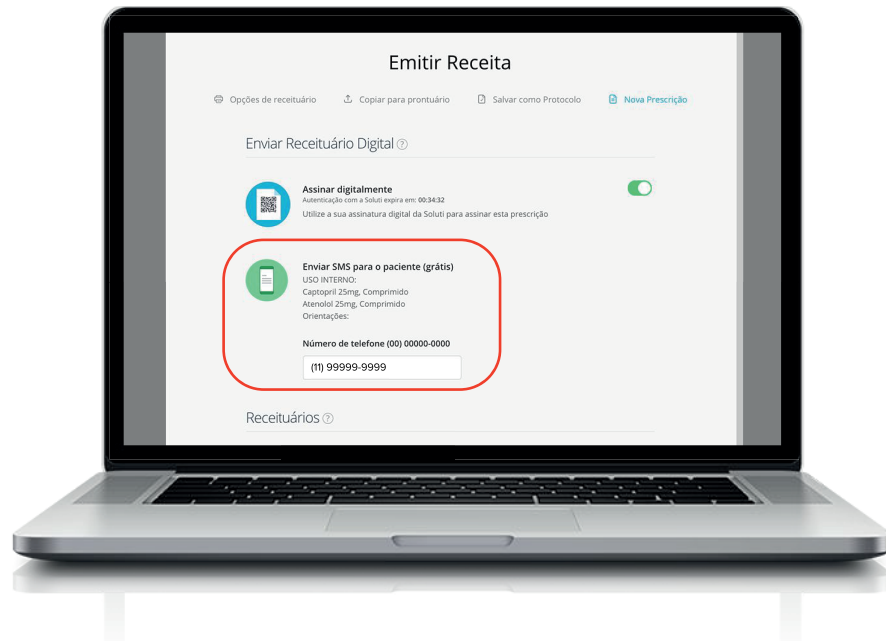 Emitir Receita
Opções de receituário Copiar para prontuário Salvar como Protocolo Nova Prescrição
Enviar Receituário Digital ?
Assinar digitalmente
Autenticação com a Soluti expira em: 00:34:32
Utilize a sua assinatura digital da Soluti para assinar esta prescrição
Enviar SMS para o paciente (grátis)
USO INTERNO:
Captopril 25mg, Comprimido
Atenolol 25mg, Comprimido
Orientações:
Número de telefone (00) 00000-0000
(11) 99999-9999
Receituários ?